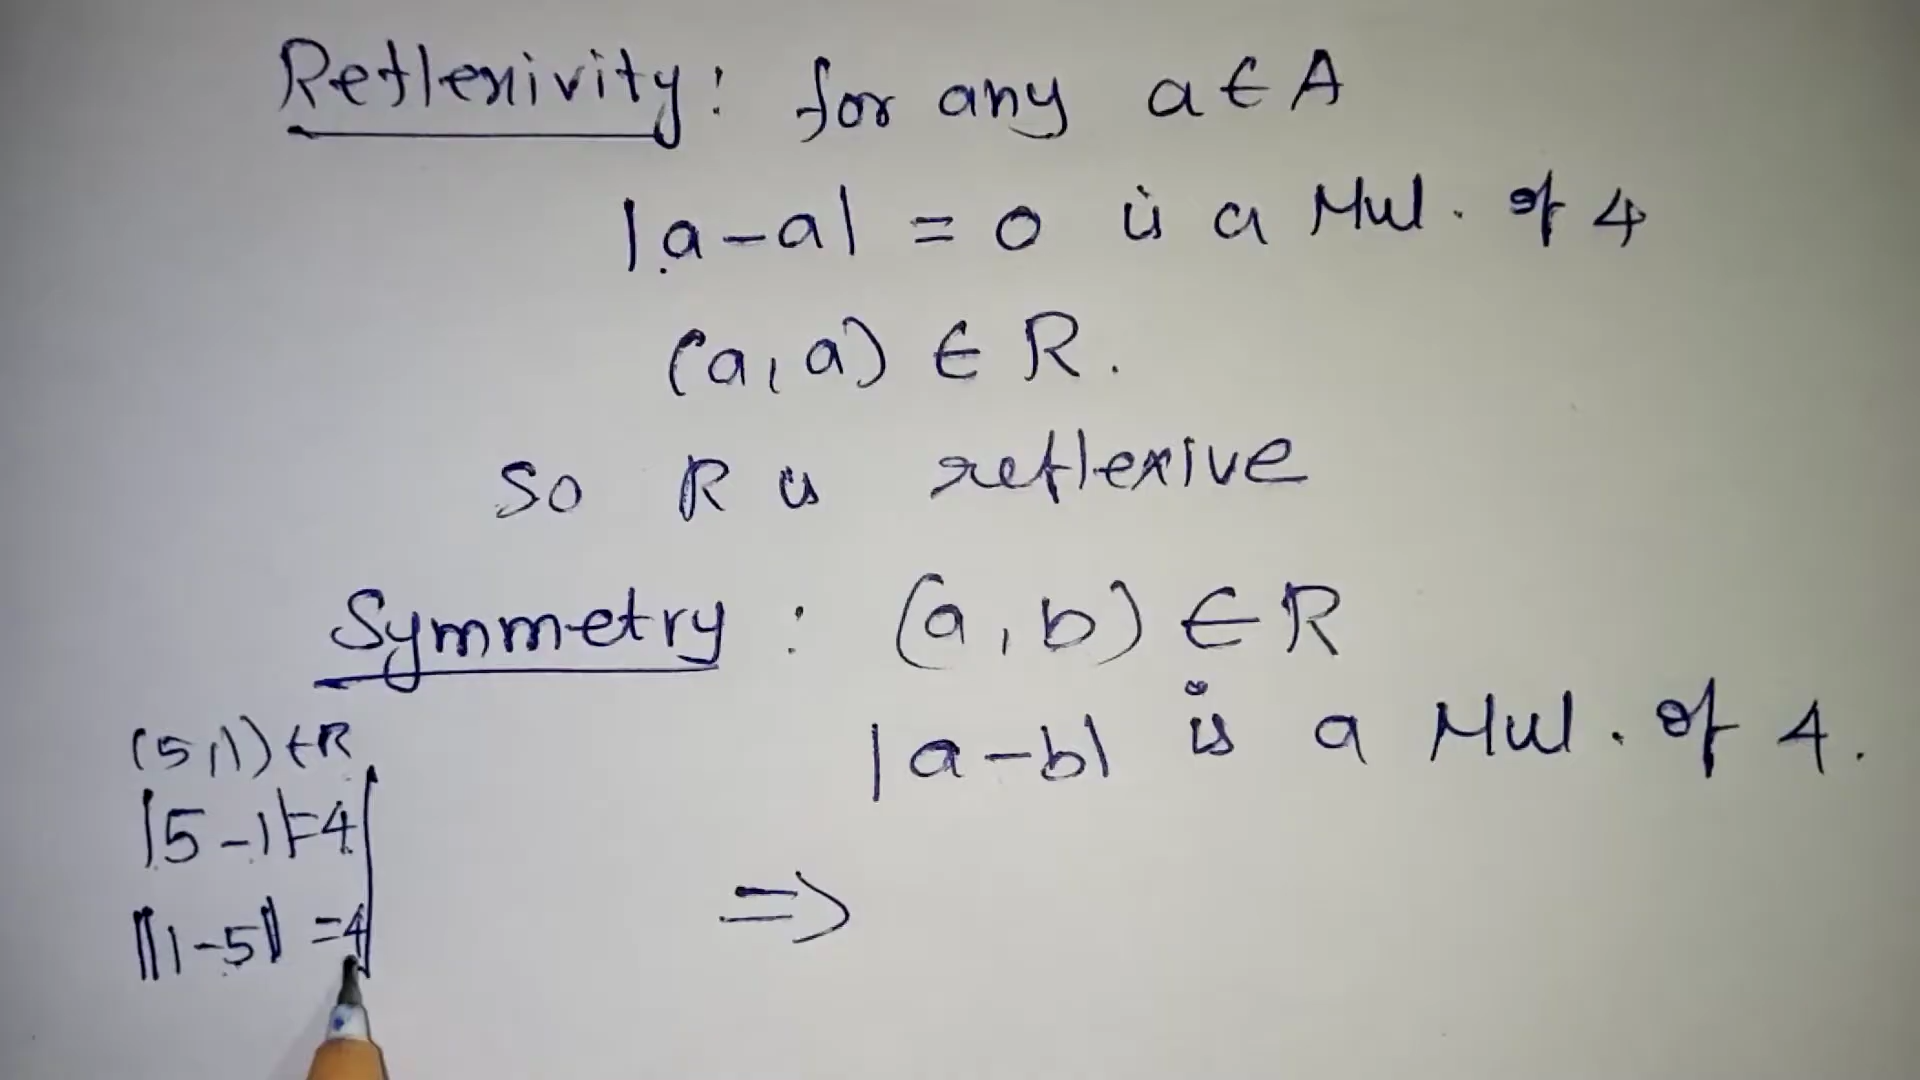 Reflexivity: for any a ∈ A
|a-a| = 0 is a Mul. of 4
(a, a) ∈ R.
So R is reflexive
Symmetry : (a, b) ∈ R
|a-b| is a Mul. of 4.
(5,1) ∈ R
|5-1|=4
|1-5| =4
=>